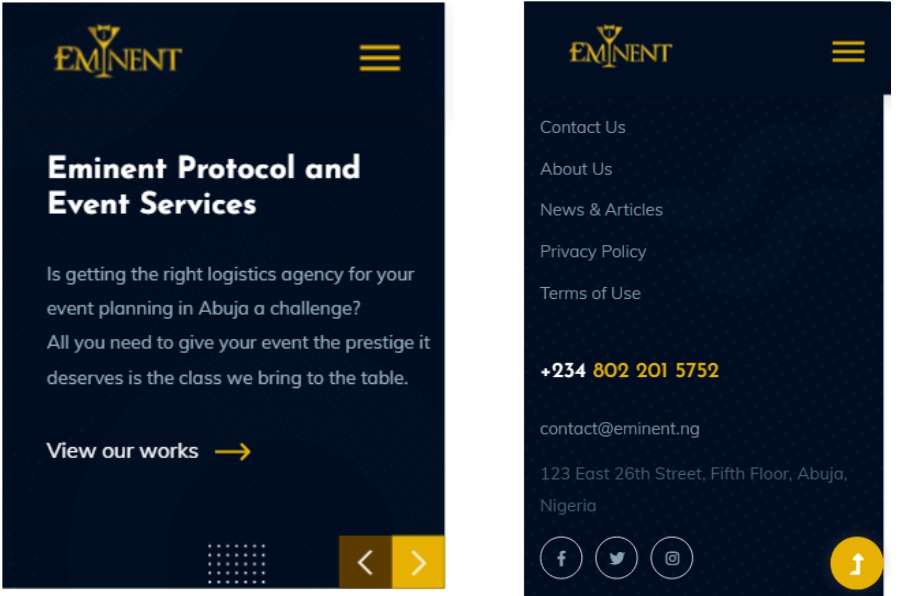 EMINENT
Eminent Protocol and
Event Services
Is getting the right logistics agency for your
event planning in Abuja a challenge?
All you need to give your event the prestige it
deserves is the class we bring to the table.
View our works
EMINENT
Contact Us
About Us
News & Articles
Privacy Policy
Terms of Use
+234 802 201 5752
contact@eminent.ng
123 East 26th Street, Fifth Floor, Abuja,
Nigeria